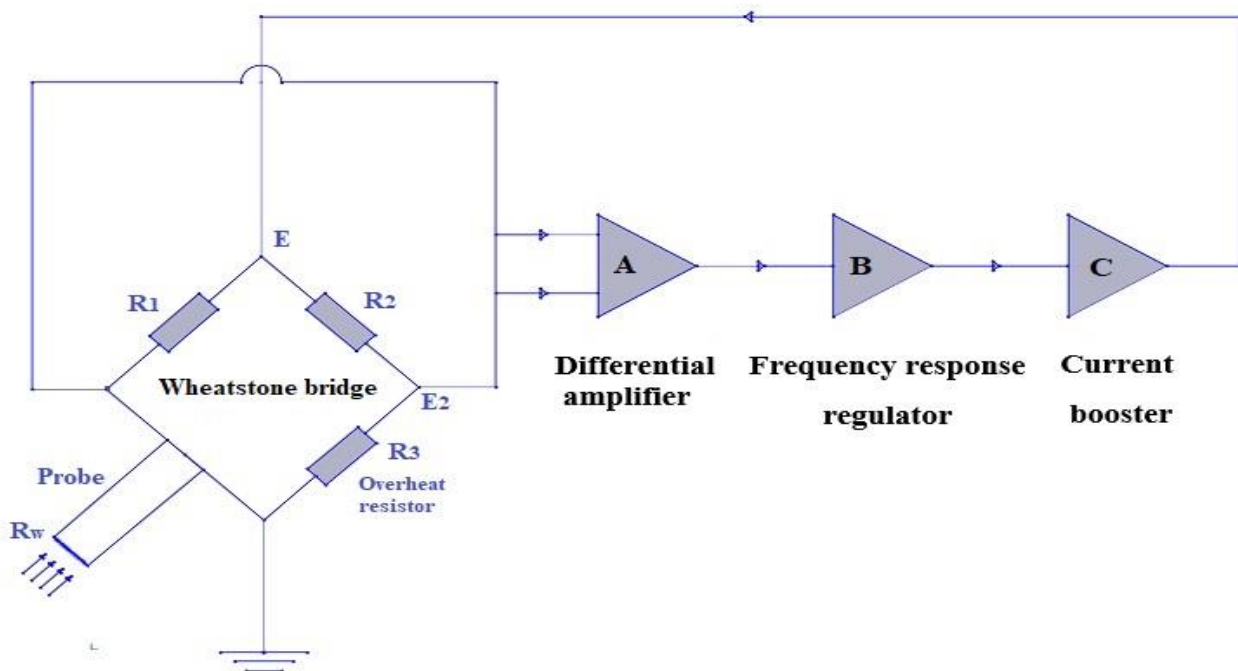 E
R1
R2
A
B
C
Wheatstone bridge
E2
Differential
amplifier
Frequency response
regulator
Current
booster
R3
Overheat
resistor
Probe
Rw